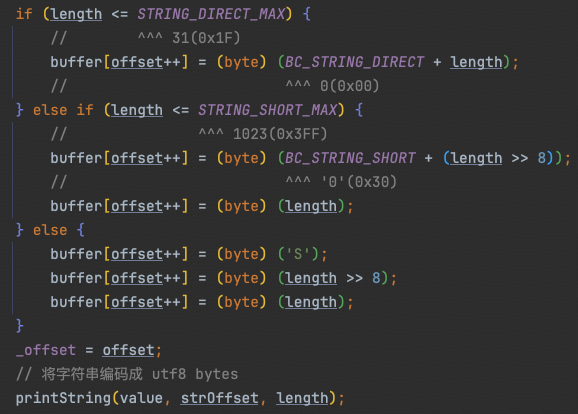 if (length <= STRING_DIRECT_MAX) {
    //        ^^^ 31(0x1F)
    buffer[offset++] = (byte) (BC_STRING_DIRECT + length);
    //                         ^^^ 0(0x00)
} else if (length <= STRING_SHORT_MAX) {
    //               ^^^ 1023(0x3FF)
    buffer[offset++] = (byte) (BC_STRING_SHORT + (length >> 8));
    //                         ^^^ '0'(0x30)
    buffer[offset++] = (byte) (length);
} else {
    buffer[offset++] = (byte) ('S');
    buffer[offset++] = (byte) (length >> 8);
    buffer[offset++] = (byte) (length);
}
_offset = offset;
// 将字符串编码成 utf8 bytes
printString(value, strOffset, length);